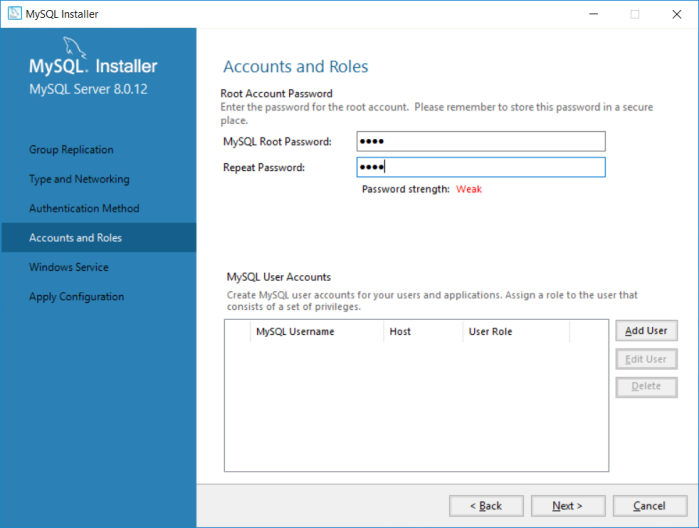 MySQL Installer
MySQL. Installer
MySQL Server 8.0.12
Group Replication
Type and Networking
Authentication Method
Accounts and Roles
Windows Service
Apply Configuration
Accounts and Roles
Root Account Password
Enter the password for the root account.  Please remember to store this password in a secure
place.
MySQL Root Password: ●●●●
Repeat Password: ●●●●
Password strength: Weak
MySQL User Accounts
Create MySQL user accounts for your users and applications. Assign a role to the user that
consists of a set of privileges.
MySQL Username Host User Role
Add User
Edit User
Delete
< Back Next > Cancel